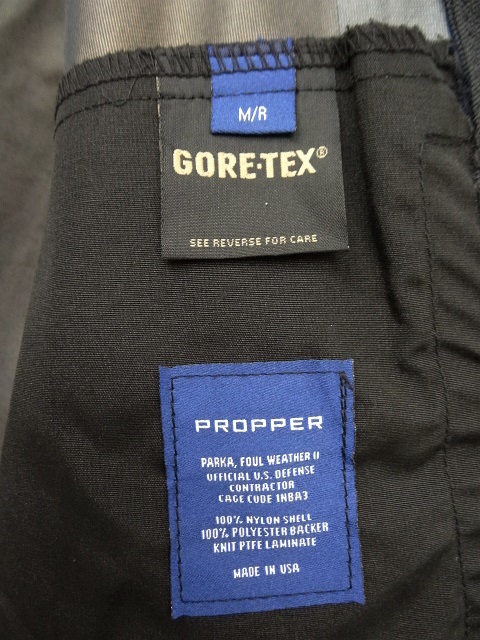 M/R
GORE-TEX®
SEE REVERSE FOR CARE
PROPPER
PARKA, FOUL WEATHER II
OFFICIAL U.S. DEFENSE
CONTRACTOR
CAGE CODE 1NBA3
100% NYLON SHELL
100% POLYESTER BACKER
KNIT PTFE LAMINATE
MADE IN USA